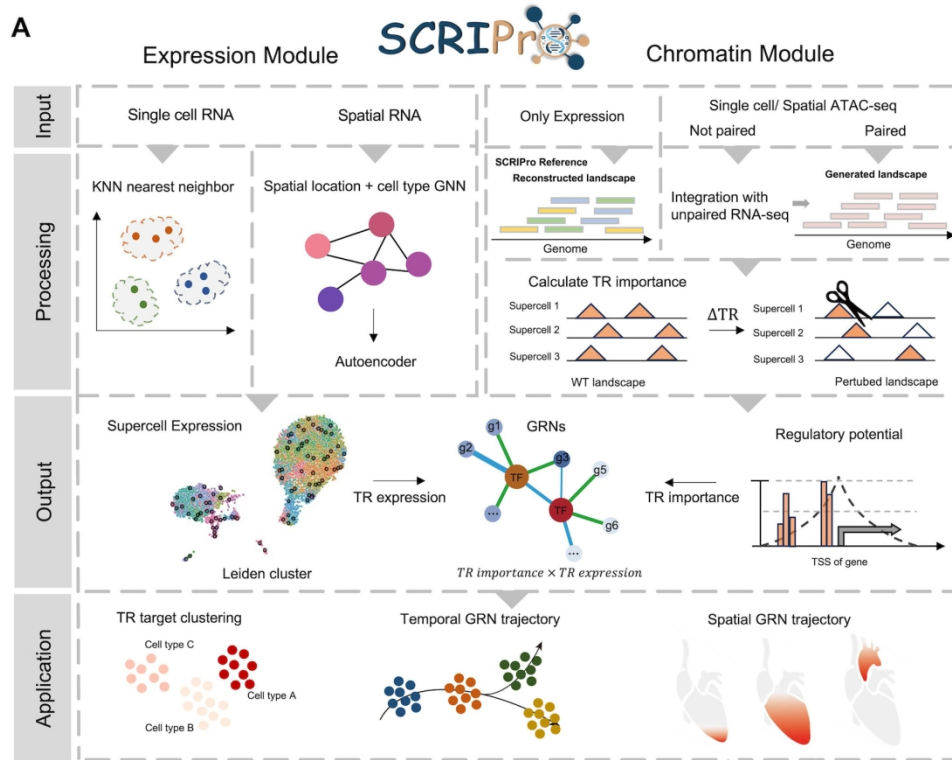 A
SCRIPr
Expression Module
Chromatin Module
Input
Single cell RNA
Spatial RNA
Only Expression
Single cell/ Spatial ATAC-seq
Not paired
Paired
Processing
KNN nearest neighbor
Spatial location + cell type GNN
Autoencoder
SCRIPro Reference
Reconstructed landscape
Genome
Integration with
unpaired RNA-seq
Generated landscape
Genome
Calculate TR importance
Supercell 1
Supercell 2
Supercell 3
WT landscape
ΔTR
Supercell 1
Supercell 2
Supercell 3
Pertubed landscape
Output
Supercell Expression
Leiden cluster
TR expression
GRNs
g1
g2
g3
g5
g6
TF
TF
...
...
TR importance × TR expression
TR importance
Regulatory potential
TSS of gene
Application
TR target clustering
Cell type C
Cell type A
Cell type B
Temporal GRN trajectory
Spatial GRN trajectory